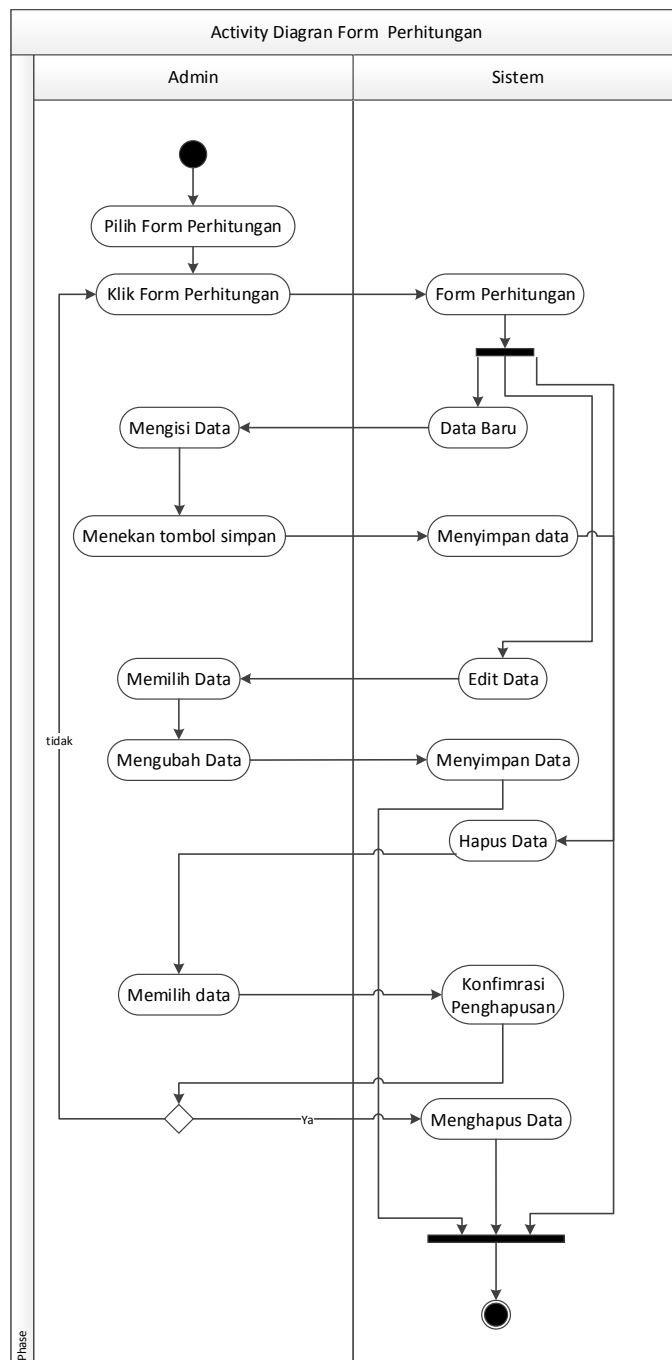 Activity Diagran Form  Perhitungan
Admin
Sistem
Pilih Form Perhitungan
Klik Form Perhitungan
Form Perhitungan
Mengisi Data
Data Baru
Menekan tombol simpan
Menyimpan data
Memilih Data
Edit Data
tidak
Mengubah Data
Menyimpan Data
Hapus Data
Memilih data
Konfimrasi
Penghapusan
Ya
Menghapus Data
Phase